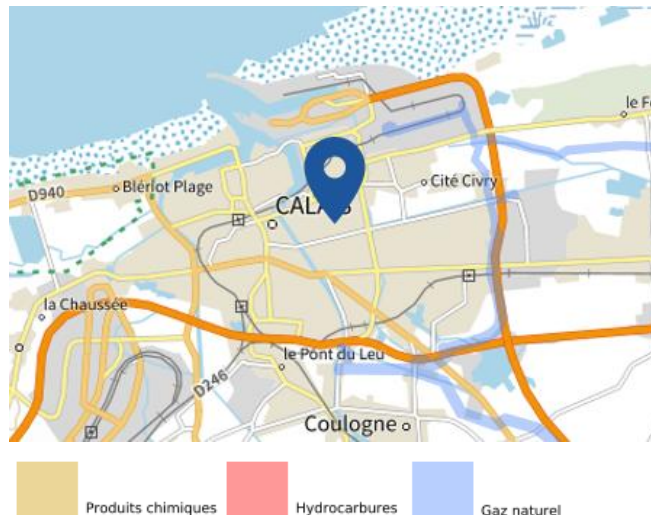 le F
D940
Blériot Plage
Cité Civry
CALAIS
la Chaussée
le Pont du Leu
D246
Coulogne
Produits chimiques
Hydrocarbures
Gaz naturel